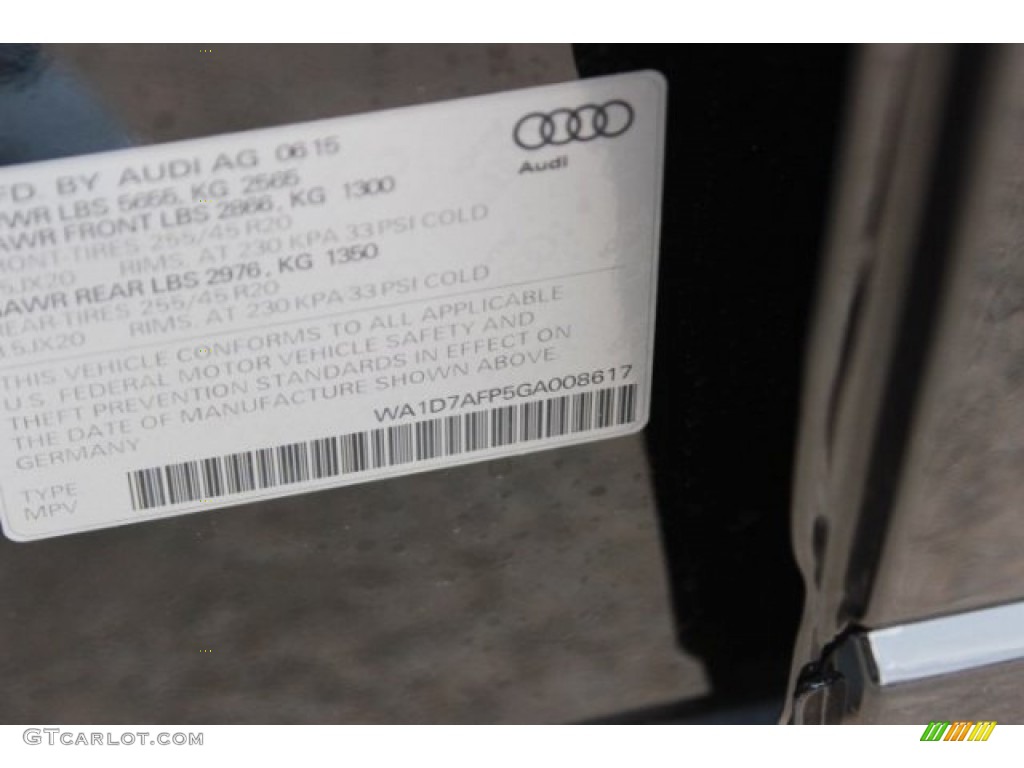 FD. BY AUDI AG 0615
Audi
WR LBS 5655, KG 2565
AWR FRONT LBS 2866, KG 1300
ONT TIRES 255/45 R20
5JX20 RIMS, AT 230 KPA 33 PSI COLD
AWR REAR LBS 2976, KG 1350
EAR TIRES 255/45 R20
5JX20 RIMS, AT 230 KPA 33 PSI COLD
THIS VEHICLE CONFORMS TO ALL APPLICABLE
U.S. FEDERAL MOTOR VEHICLE SAFETY AND
THEFT PREVENTION STANDARDS IN EFFECT ON
THE DATE OF MANUFACTURE SHOWN ABOVE
GERMANY
WA1D7AFP5GA008617
TYPE
MPV
GTcarlot.com